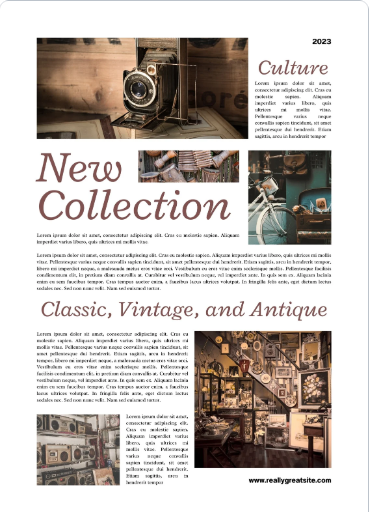 2023
Culture
Lorem ipsum dolor sit amet,
consectetur adipiscing elit. Cras eu
molestie sapien. Aliquam
imperdiet varius libero, quis
ultrices mi mollis vitae.
Pellentesque varius neque
convallis sapien tincidunt, sit amet
pellentesque dui hendrerit. Etiam
sagittis, arcu in hendrerit tempor
New
Collection
Lorem ipsum dolor sit amet, consectetur adipiscing elit. Cras eu molestie sapien. Aliquam
imperdiet varius libero, quis ultrices mi mollis vitae.
Lorem ipsum dolor sit amet, consectetur adipiscing elit. Cras eu molestie sapien. Aliquam imperdiet varius libero, quis ultrices mi mollis
vitae. Pellentesque varius neque convallis sapien tincidunt, sit amet pellentesque dui hendrerit. Etiam sagittis, arcu in hendrerit tempor,
libero mi imperdiet neque, a malesuada metus eros vitae erat. Vestibulum eu eros vitae enim scelerisque mollis. Pellentesque facilisis
condimentum elit, in pretium diam convallis at. Curabitur vel vestibulum neque, vel imperdiet ante. In quis sem ex. Aliquam id quam
enim eu sem faucibus tempor. Cras tempus auctor enim, a faucibus lacus ultrices volutpat. In fringilla felis ante, eget dictum lectus
sodales nec. Sed non nunc velit. Nam sed euismod tortor.
Classic, Vintage, and Antique
Lorem ipsum dolor sit amet, consectetur adipiscing elit. Cras eu
molestie sapien. Aliquam imperdiet varius libero, quis ultrices mi
mollis vitae. Pellentesque varius neque convallis sapien tincidunt, sit
amet pellentesque dui hendrerit. Etiam sagittis, arcu in hendrerit
tempor, libero mi imperdiet neque, a malesuada metus eros vitae erat.
Vestibulum eu eros vitae enim scelerisque mollis. Pellentesque
facilisis condimentum elit, in pretium diam convallis at. Curabitur vel
vestibulum neque, vel imperdiet ante. In quis sem ex. Aliquam id quam
enim eu sem faucibus tempor. Cras tempus auctor enim, a faucibus
lacus ultrices volutpat. In fringilla felis ante, eget dictum lectus
sodales nec. Sed non nunc velit. Nam sed euismod tortor.
Lorem ipsum dolor sit amet,
consectetur adipiscing elit.
Cras eu molestie sapien.
Aliquam imperdiet varius
libero, quis ultrices mi
mollis vitae. Pellentesque
varius neque convallis
sapien tincidunt, sit amet
pellentesque dui hendrerit.
Etiam sagittis, arcu in
hendrerit tempor
www.reallygreatsite.com